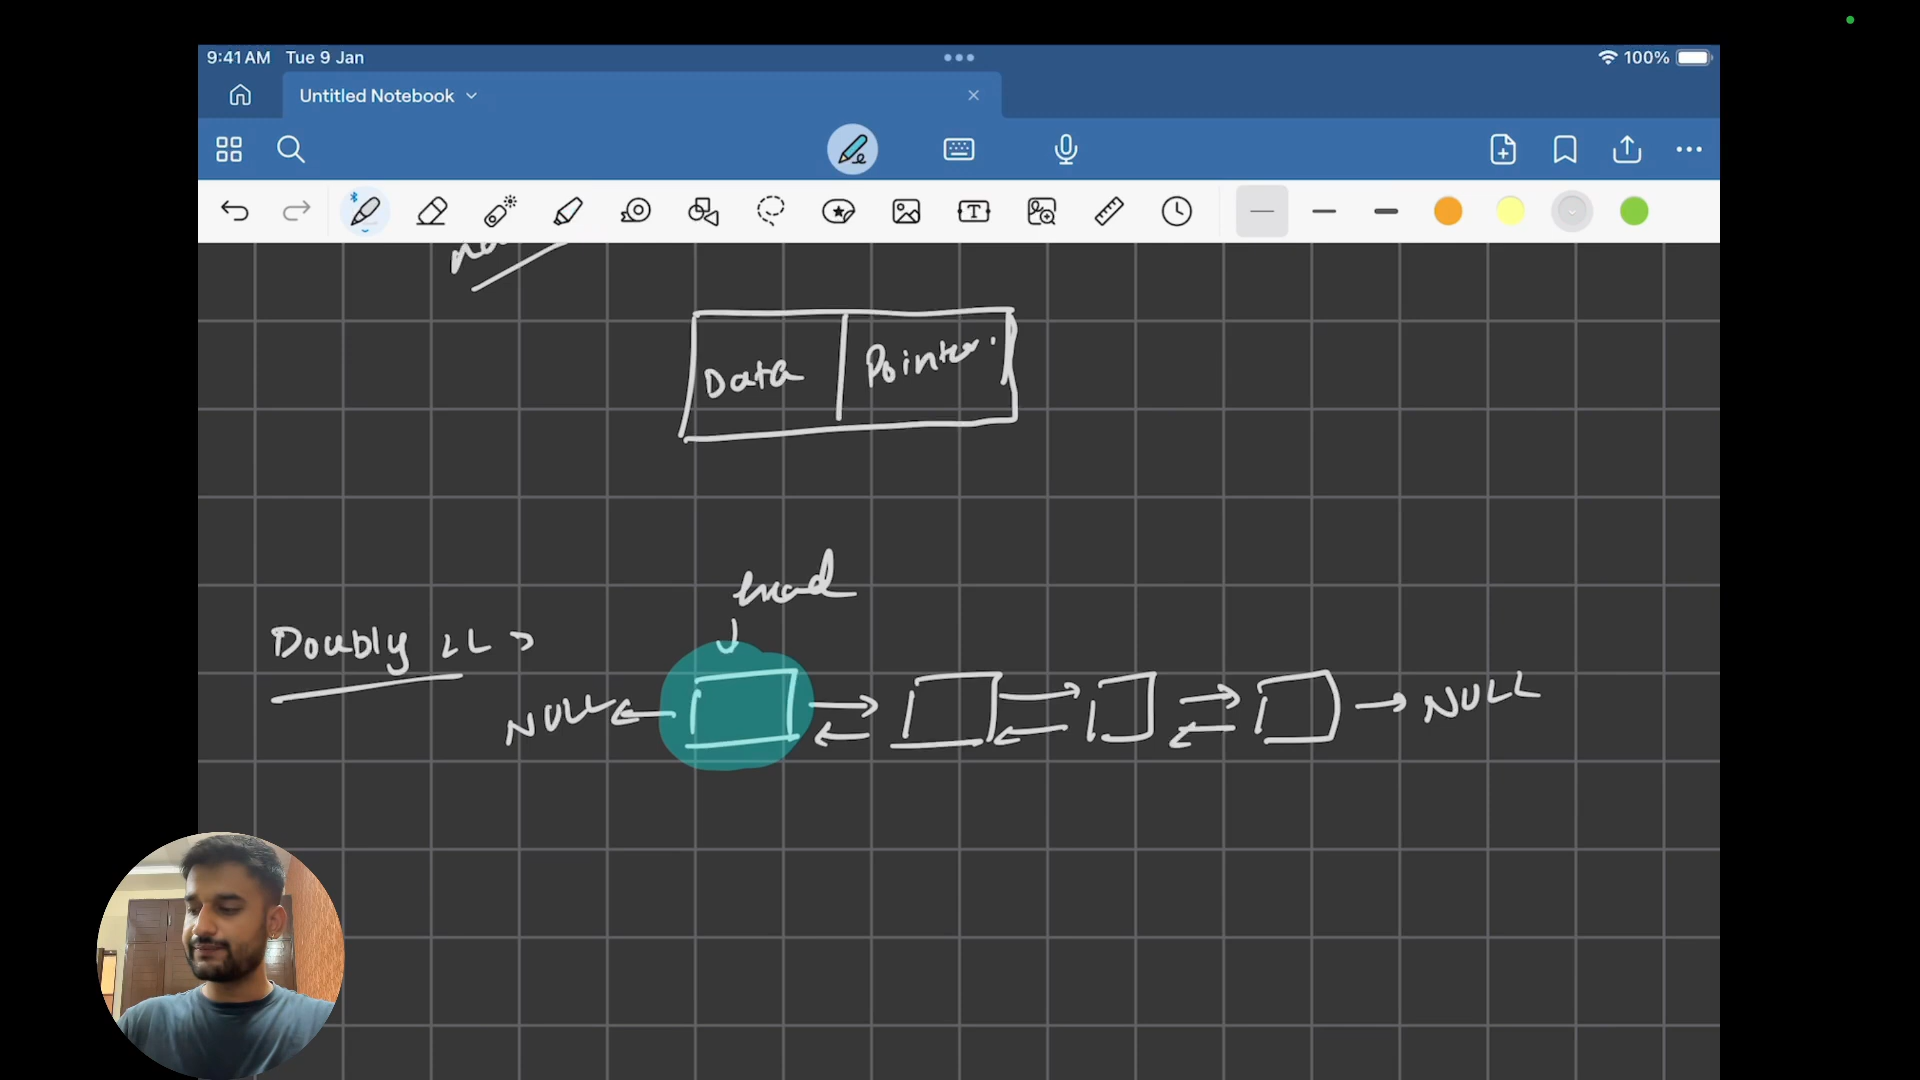 9:41 AM Tue 9 Jan
100%
Untitled Notebook
Data Pointer.
head
Doubly LL
NULL
NULL